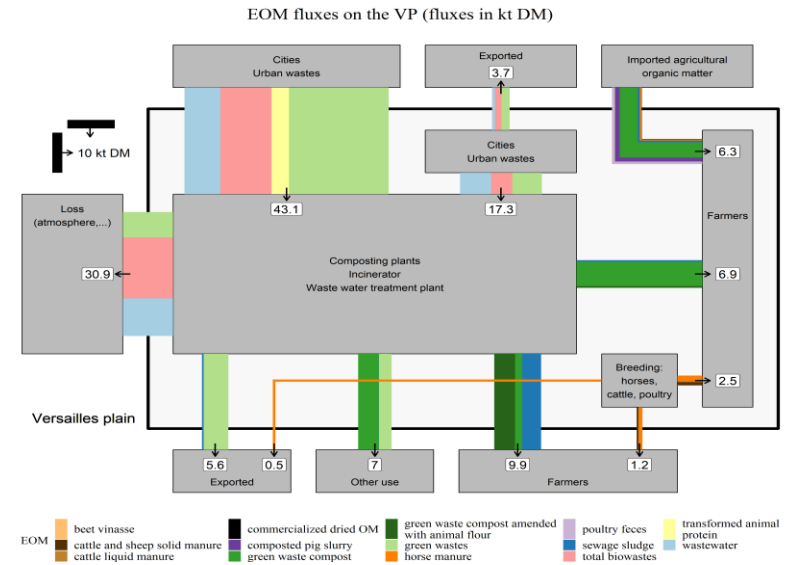 EOM fluxes on the VP (fluxes in kt DM)
Cities
Urban wastes
Exported
3.7
Imported agricultural
organic matter
10 kt DM
Cities
Urban wastes
6.3
Loss
(atmosphere,...)
43.1
17.3
Farmers
30.9
Composting plants
Incinerator
Waste water treatment plant
6.9
Breeding:
horses,
cattle, poultry
2.5
Versailles plain
5.6
0.5
7
9.9
1.2
Exported
Other use
Farmers
EOM
beet vinasse
cattle and sheep solid manure
cattle liquid manure
commercialized dried OM
composted pig slurry
green waste compost
green waste compost amended
with animal flour
green wastes
horse manure
poultry feces
sewage sludge
total biowastes
transformed animal
protein
wastewater